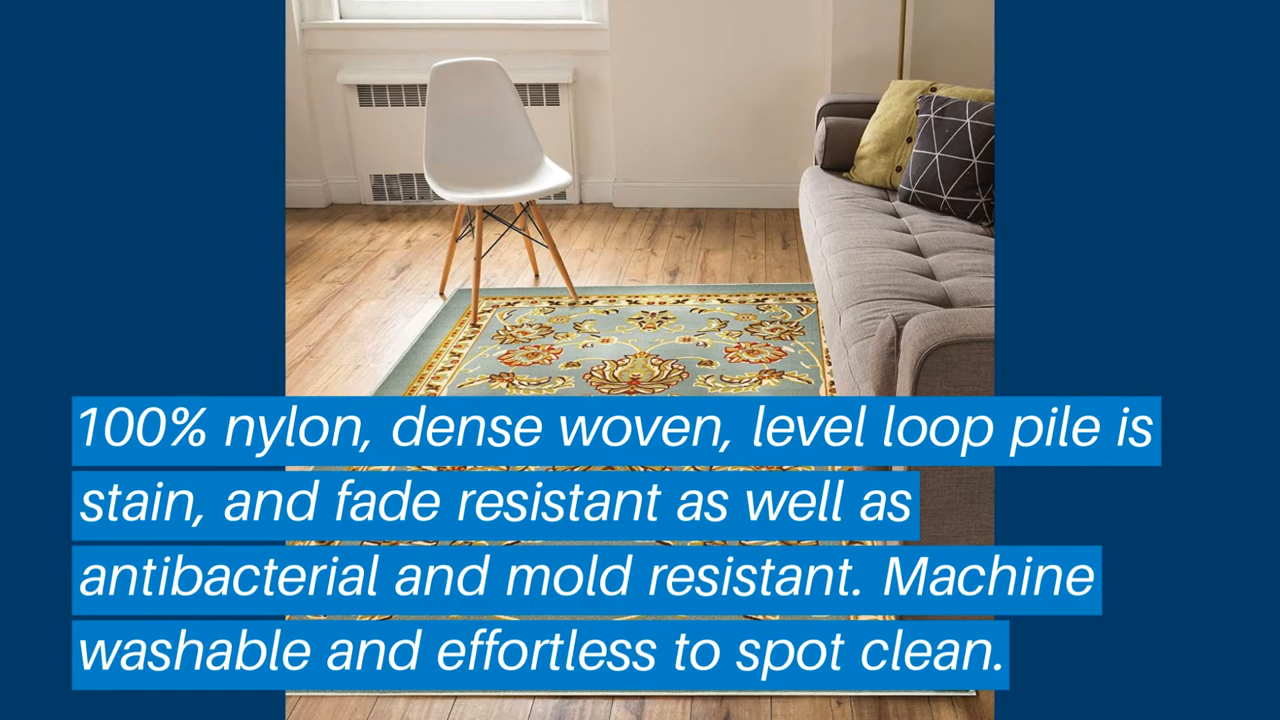 100% nylon, dense woven, level loop pile is
stain, and fade resistant as well as
antibacterial and mold resistant. Machine
washable and effortless to spot clean.